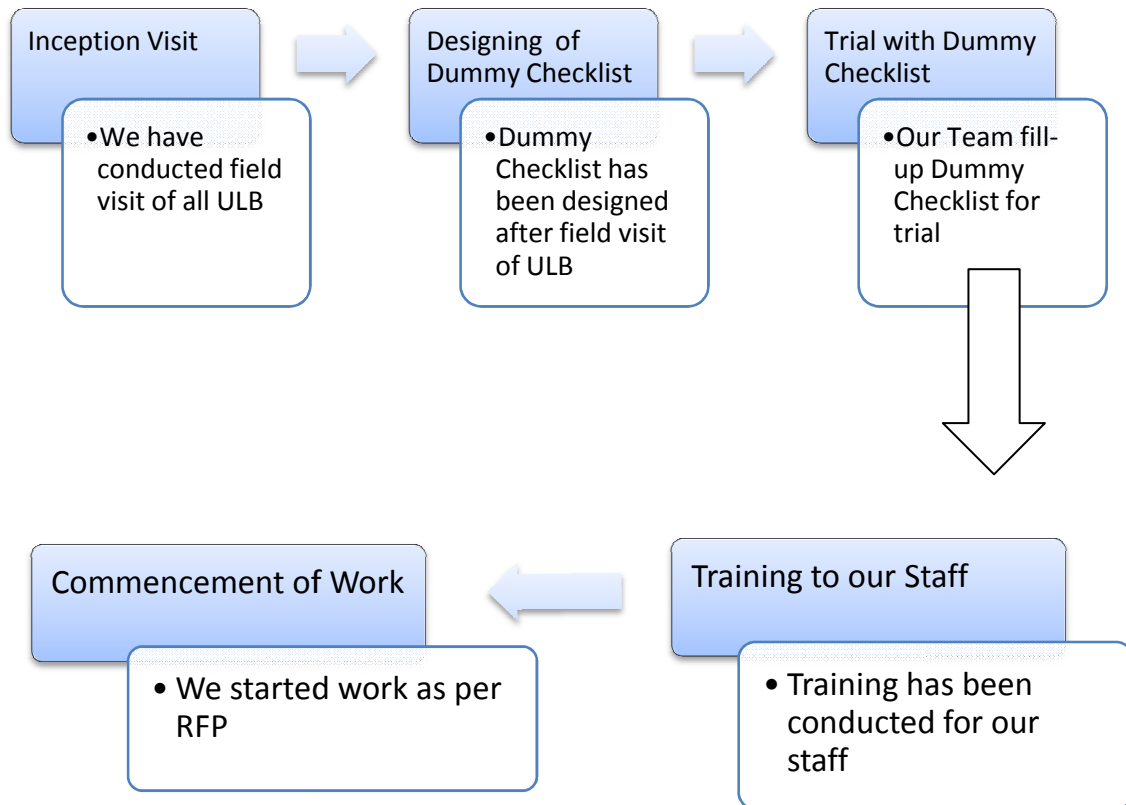 Inception Visit
•We have
conducted field
visit of all ULB
Designing  of
Dummy Checklist
•Dummy
Checklist has
been designed
after field visit
of ULB
Trial with Dummy
Checklist
•Our Team fill-
up Dummy
Checklist for
trial
Training to our Staff
• Training has been
conducted for our
staff
Commencement of Work
• We started work as per
RFP